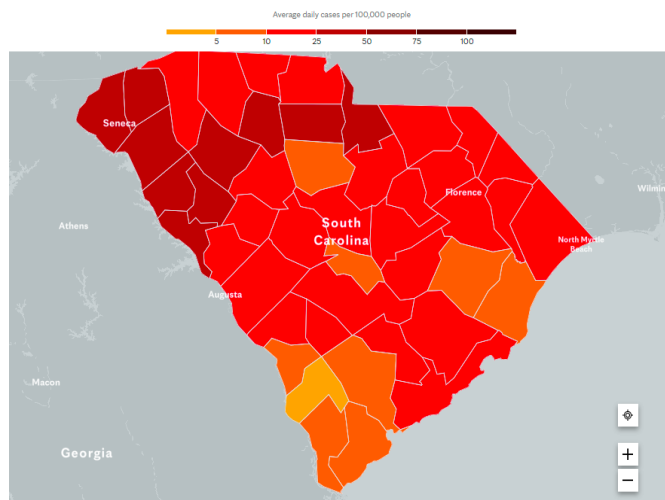 Average daily cases per 100,000 people
5 10 25 50 75 100
Seneca
Wilmin
Florence
Athens
South
Carolina
North Myrtle
Beach
Augusta
Macon
Georgia